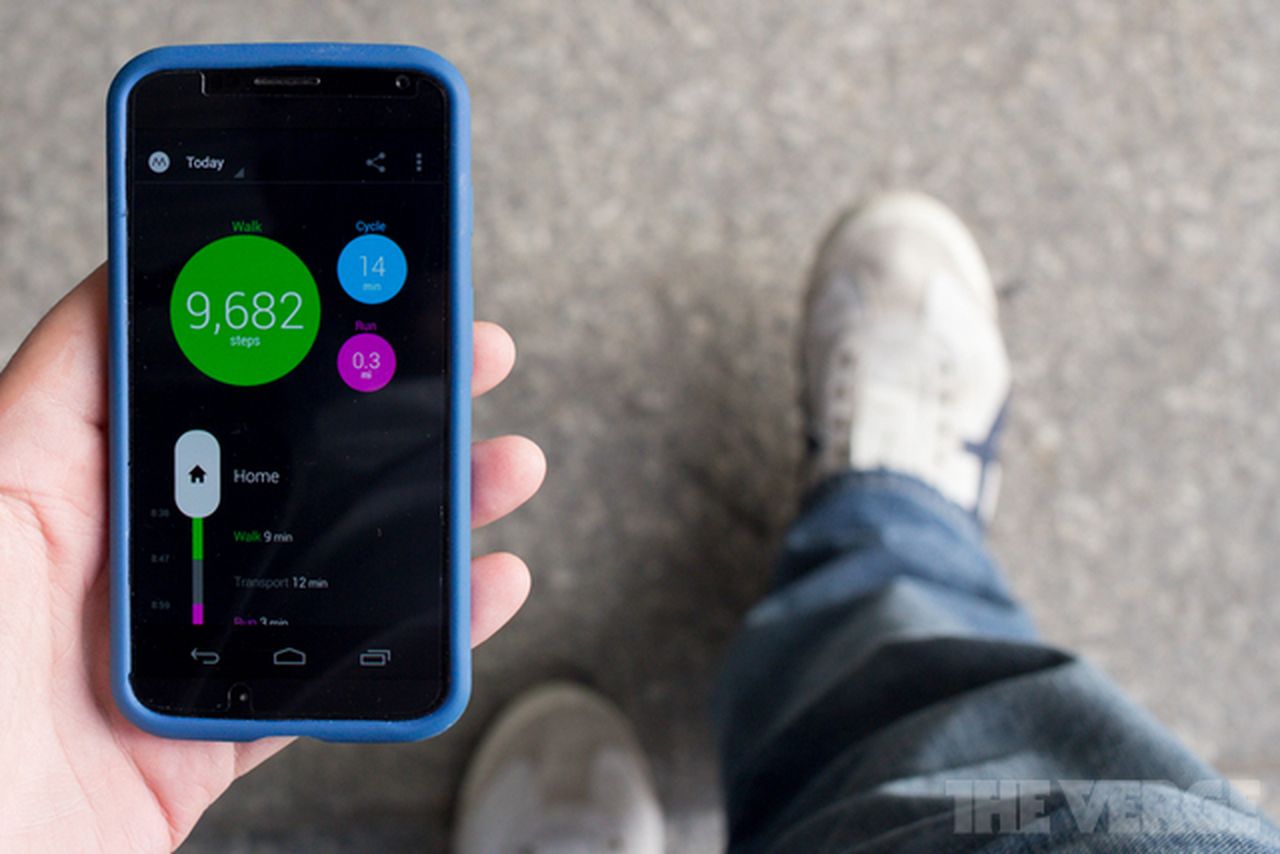 Today
Walk
9,682
steps
Cycle
14
min
Run
0.3
mi
Home
8:38
Walk 9 min
8:47
Transport 12 min
8:59
Run 3 min
THE VERGE